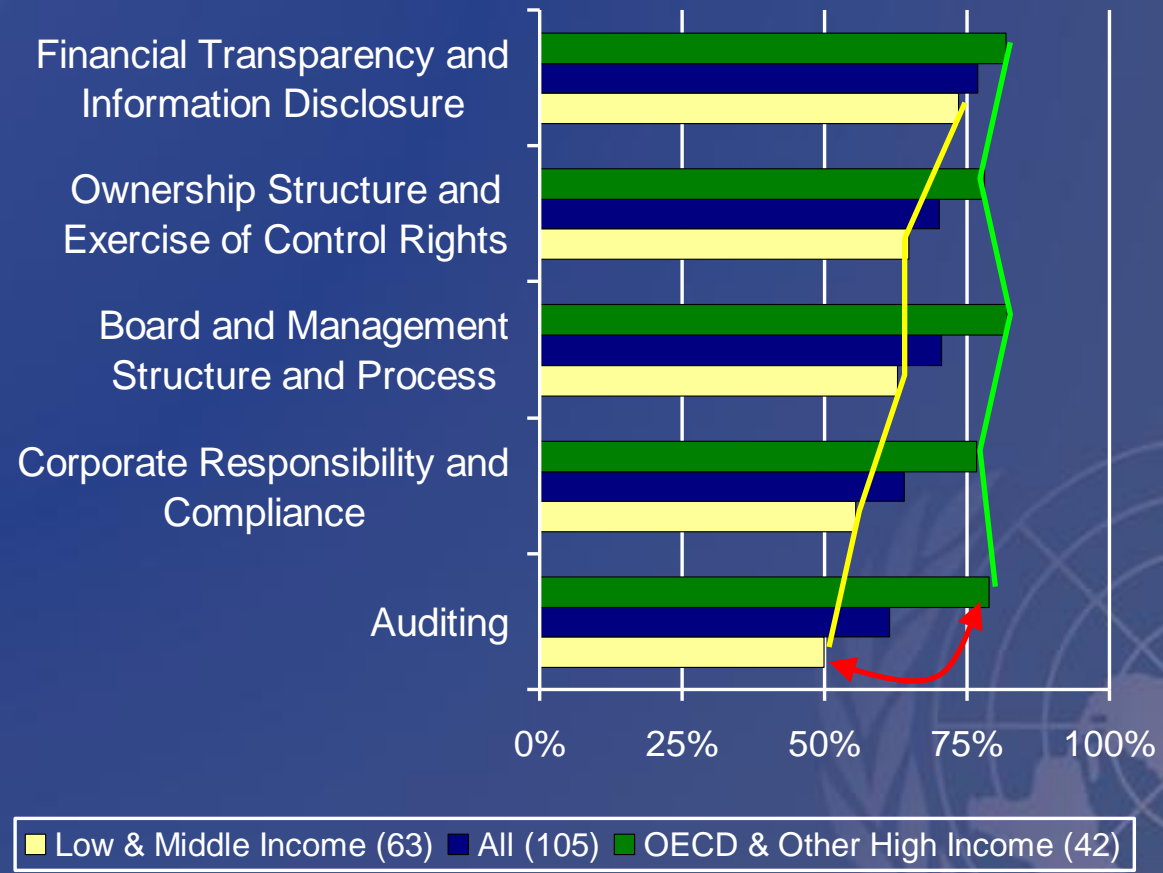 Financial Transparency and
Information Disclosure
Ownership Structure and
Exercise of Control Rights
Board and Management
Structure and Process
Corporate Responsibility and
Compliance
Auditing
0% 25% 50% 75% 100%
Low & Middle Income (63) All (105) OECD & Other High Income (42)